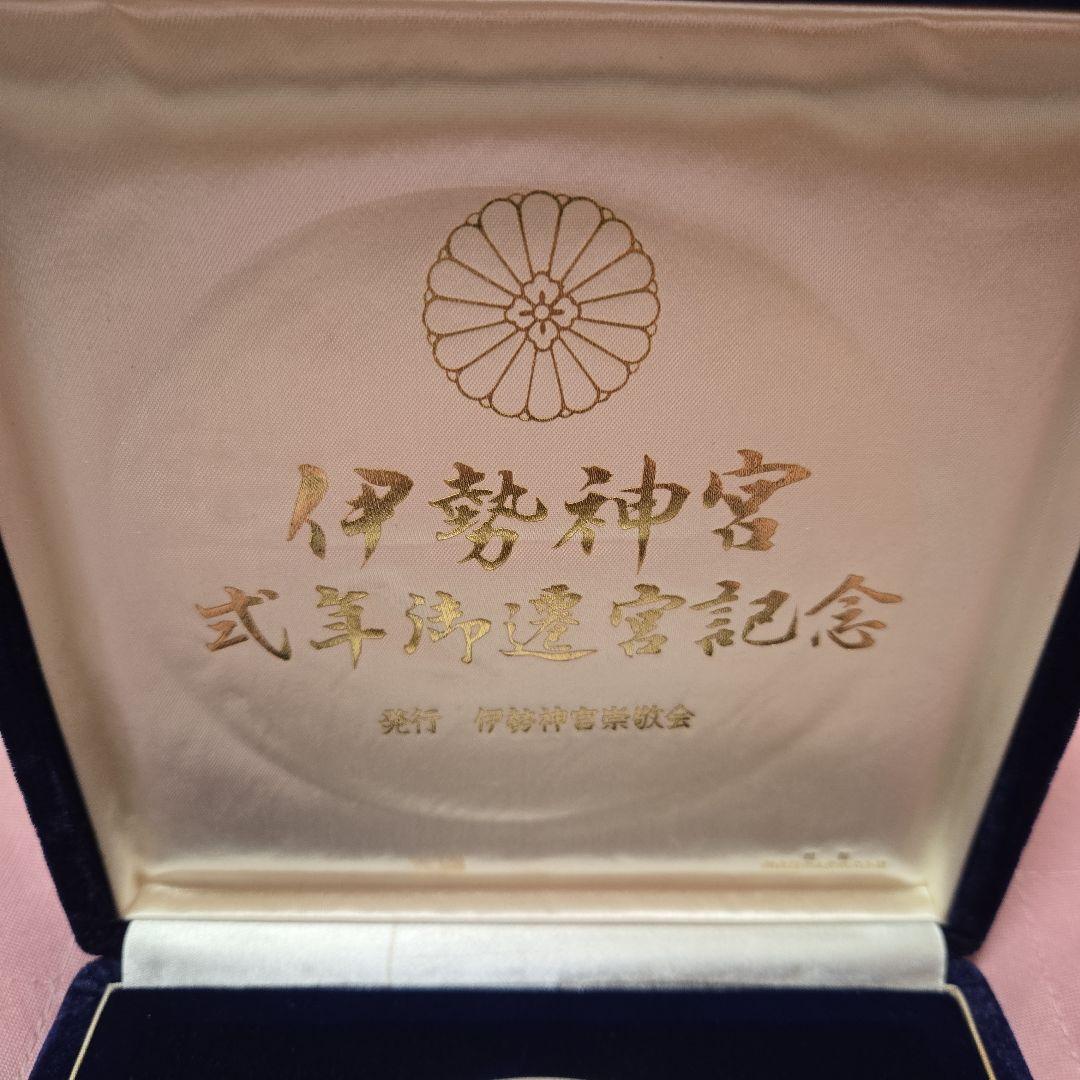 伊勢神宮
式年御遷宮記念
発行 伊勢神宮崇敬会